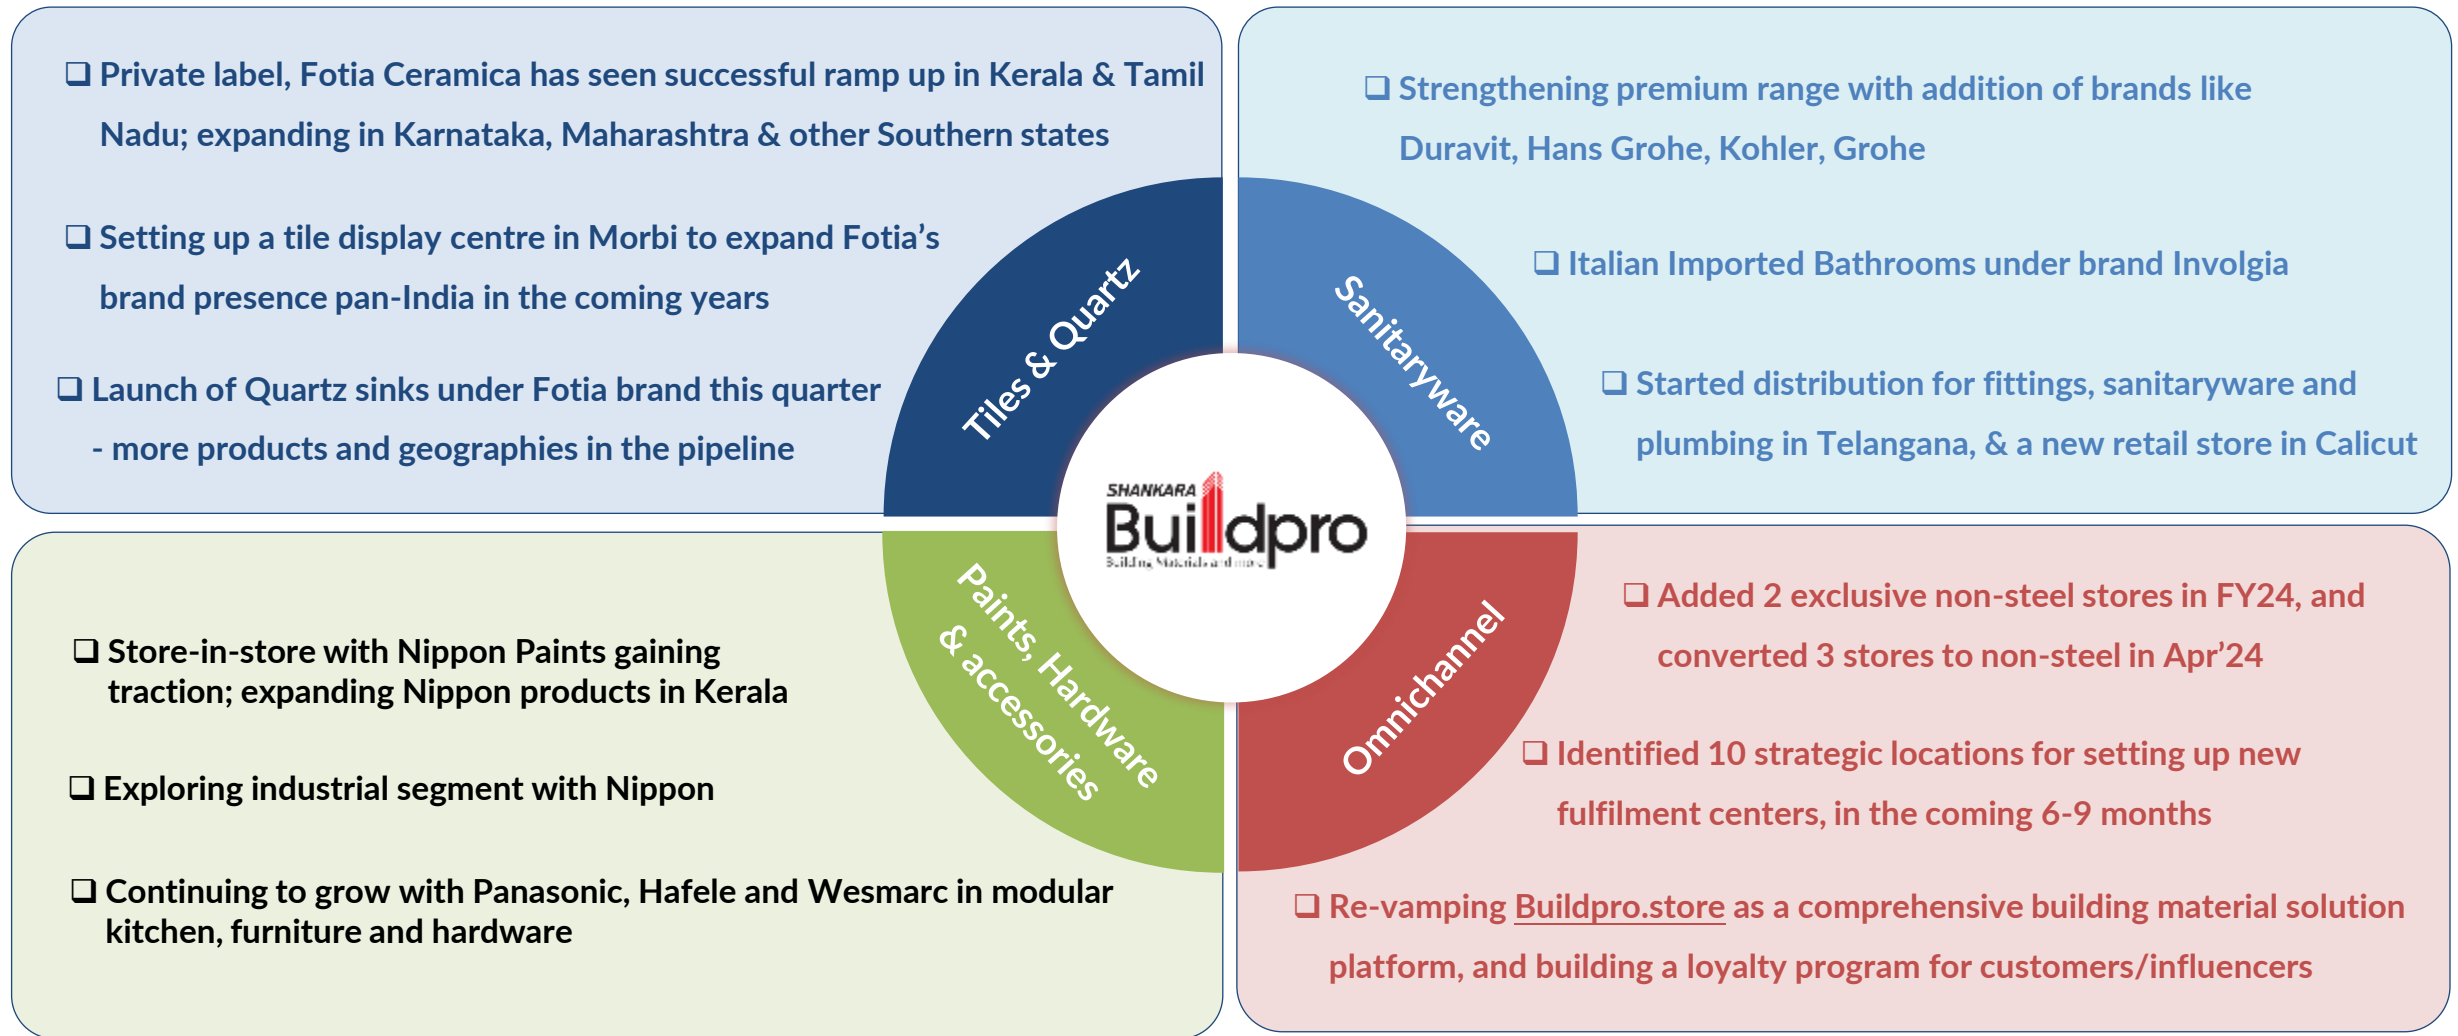 ❑ Private label, Fotia Ceramica has seen successful ramp up in Kerala & Tamil
Nadu; expanding in Karnataka, Maharashtra & other Southern states
❑ Setting up a tile display centre in Morbi to expand Fotia’s
brand presence pan-India in the coming years
❑ Launch of Quartz sinks under Fotia brand this quarter
- more products and geographies in the pipeline
Tiles & Quartz
❑ Strengthening premium range with addition of brands like
Duravit, Hans Grohe, Kohler, Grohe
❑ Italian Imported Bathrooms under brand Involgia
❑ Started distribution for fittings, sanitaryware and
plumbing in Telangana, & a new retail store in Calicut
Sanitaryware
SHANKARA
Buildpro
Building Materials and more
❑ Store-in-store with Nippon Paints gaining
traction; expanding Nippon products in Kerala
❑ Exploring industrial segment with Nippon
❑ Continuing to grow with Panasonic, Hafele and Wesmarc in modular
kitchen, furniture and hardware
Paints, Hardware
& accessories
❑ Added 2 exclusive non-steel stores in FY24, and
converted 3 stores to non-steel in Apr’24
❑ Identified 10 strategic locations for setting up new
fulfilment centers, in the coming 6-9 months
❑ Re-vamping Buildpro.store as a comprehensive building material solution
platform, and building a loyalty program for customers/influencers
Omnichannel